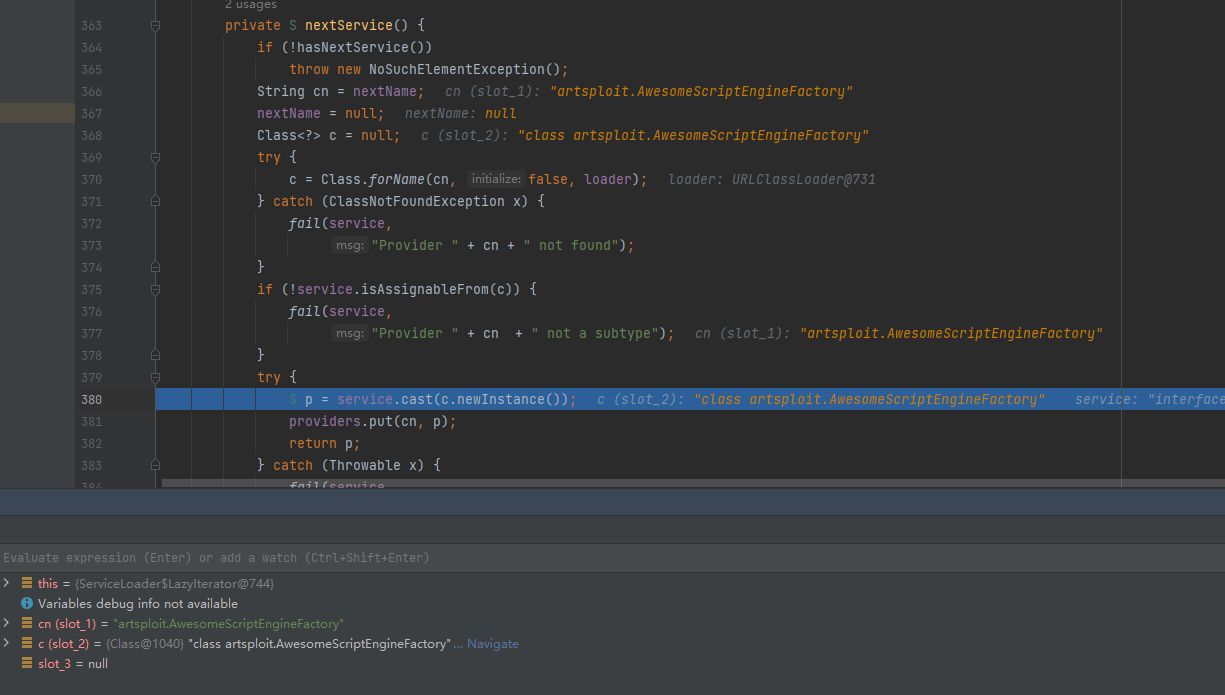 2 usages
363 private S nextService() {
364 if (!hasNextService())
365 throw new NoSuchElementException();
366 String cn = nextName; cn (slot_1): "artsploit.AwesomeScriptEngineFactory"
367 nextName = null; nextName: null
368 Class<?> c = null; c (slot_2): "class artsploit.AwesomeScriptEngineFactory"
369 try {
370 c = Class.forName(cn, initialize: false, loader); loader: URLClassLoader@731
371 } catch (ClassNotFoundException x) {
372 fail(service,
373 msg: "Provider " + cn + " not found");
374 }
375 if (!service.isAssignableFrom(c)) {
376 fail(service,
377 msg: "Provider " + cn  + " not a subtype"); cn (slot_1): "artsploit.AwesomeScriptEngineFactory"
378 }
379 try {
380 S p = service.cast(c.newInstance()); c (slot_2): "class artsploit.AwesomeScriptEngineFactory" service: "interface
381 providers.put(cn, p);
382 return p;
383 } catch (Throwable x) {
384 fail(service
Evaluate expression (Enter) or add a watch (Ctrl+Shift+Enter)
this = {ServiceLoader$LazyIterator@744}
Variables debug info not available
cn (slot_1) = "artsploit.AwesomeScriptEngineFactory"
c (slot_2) = {Class@1040} "class artsploit.AwesomeScriptEngineFactory"... Navigate
slot_3 = null